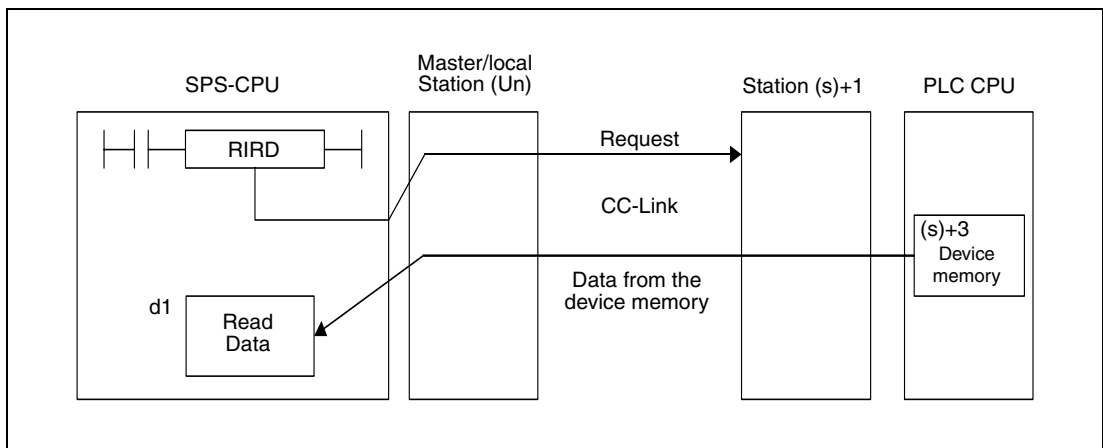 SPS-CPU
Master/local
Station (Un)
Station (s)+1
PLC CPU
RIRD
Request
CC-Link
(s)+3
Device
memory
Data from the
device memory
d1
Read
Data